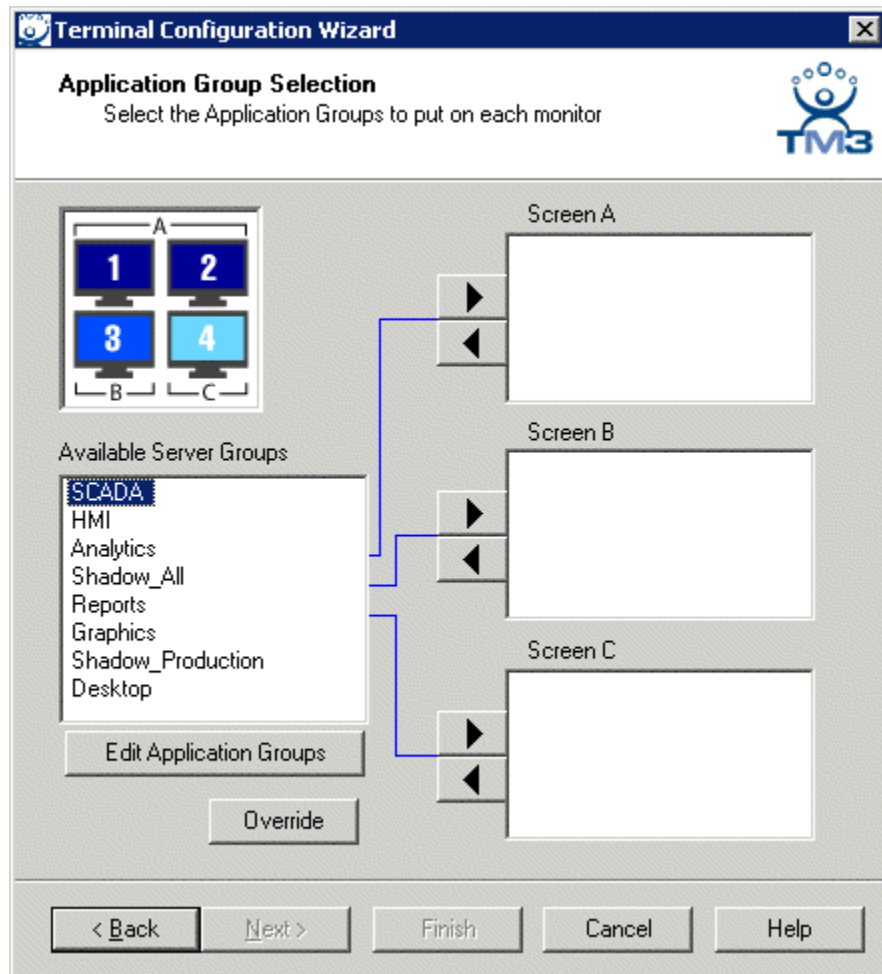 Terminal Configuration Wizard
Application Group Selection
Select the Application Groups to put on each monitor
TM3
A
1 2
3 4
B C
Screen A
Available Server Groups
SCADA
HMI
Analytics
Shadow_All
Reports
Graphics
Shadow_Production
Desktop
Screen B
Screen C
Edit Application Groups
Override
< Back Next > Finish Cancel Help